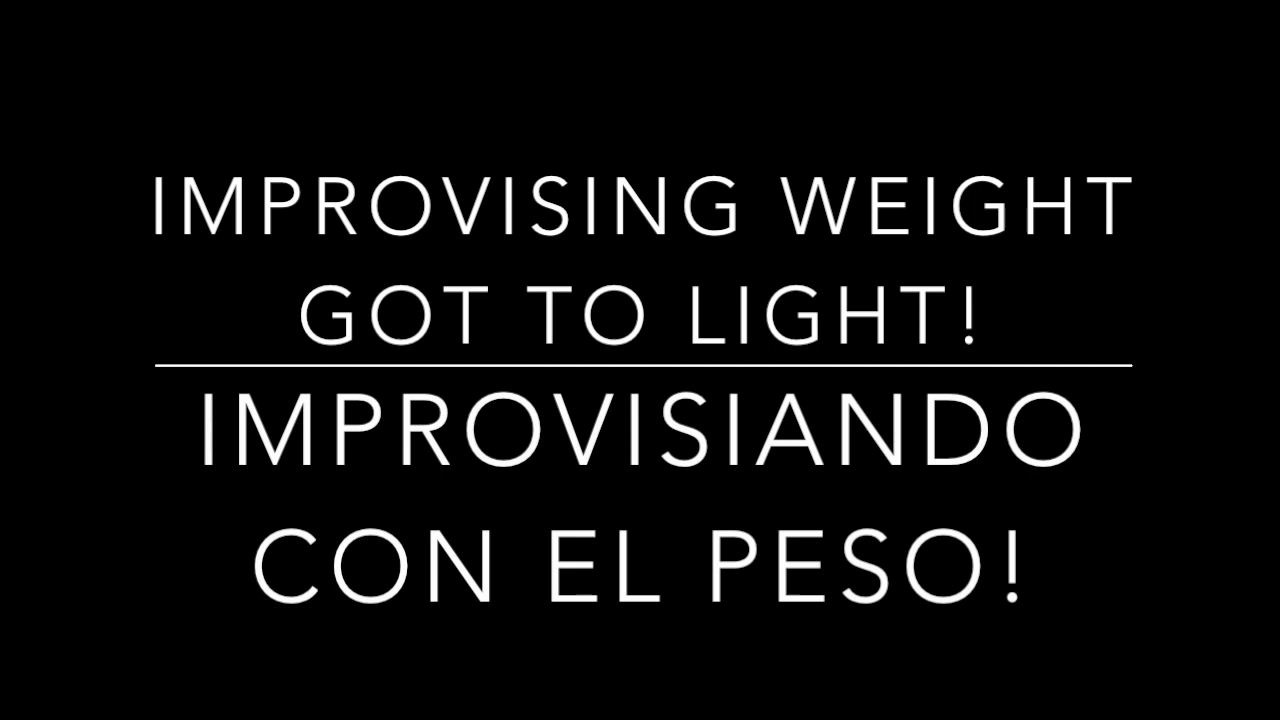 IMPROVISING WEIGHT
GOT TO LIGHT!
IMPROVISIANDO
CON EL PESO!